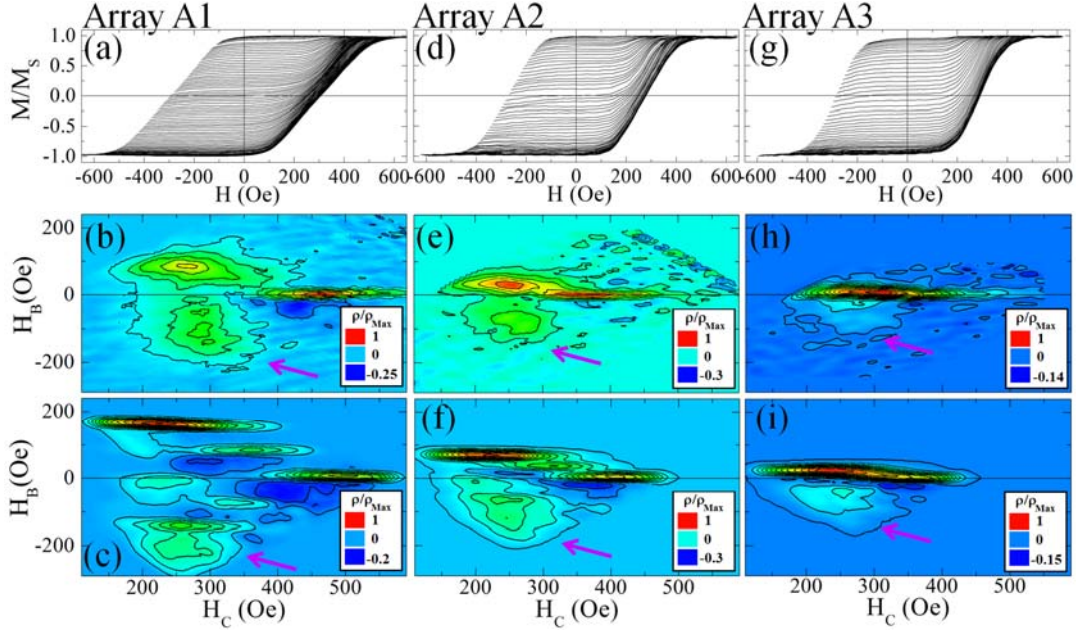 Array A1 Array A2 Array A3
(a) (d) (g)
M/M_S
1.0
0.5
0.0
-0.5
-1.0
-600 -400 -200 0 200 400 600 -600 -400 -200 0 200 400 600 -600 -400 -200 0 200 400 600
H (Oe) H (Oe) H (Oe)
(b) (e) (h)
H_B(Oe)
200
0
-200
ρ/ρ_Max ρ/ρ_Max ρ/ρ_Max
1 1 1
0 0 0
-0.25 -0.3 -0.14
(c) (f) (i)
H_B(Oe)
200
0
-200
ρ/ρ_Max ρ/ρ_Max ρ/ρ_Max
1 1 1
0 0 0
-0.2 -0.3 -0.15
200 300 400 500 200 300 400 500 200 300 400 500
H_C (Oe) H_C (Oe) H_C (Oe)